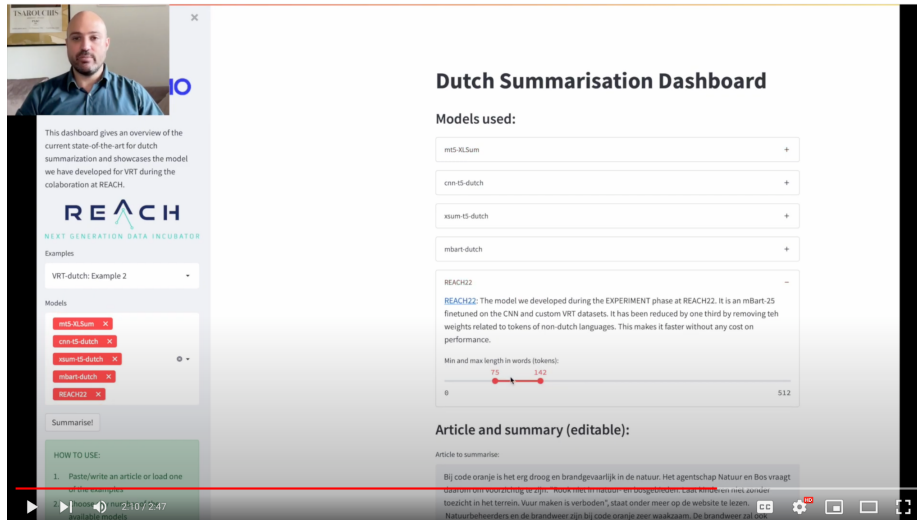 TSAROUCHIS
IO
This dashboard gives an overview of the
current state-of-the-art for dutch
summarization and showcases the model
we have developed for VRT during the
colaboration at REACH.
REACH
NEXT GENERATION DATA INCUBATOR
Examples
VRT-dutch: Example 2
Models
mt5-XLSum ×
cnn-t5-dutch ×
xsum-t5-dutch ×
mbart-dutch ×
REACH22 ×
Summarise!
HOW TO USE:
1. Paste/write an article or load one
of the examples
2. Choose the number of the
available models
Dutch Summarisation Dashboard
Models used:
mt5-XLSum +
cnn-t5-dutch +
xsum-t5-dutch +
mbart-dutch +
REACH22 −
REACH22: The model we developed during the EXPERIMENT phase at REACH22. It is an mBart-25
finetuned on the CNN and custom VRT datasets. It has been reduced by one third by removing teh
weights related to tokens of non-dutch languages. This makes it faster without any cost on
performance.
Min and max length in words (tokens):
75 142
0 512
Article and summary (editable):
Article to summarise:
Bij code oranje is het erg droog en brandgevaarlijk in de natuur. Het agentschap Natuur en Bos vraagt
daarom om voorzichtig te zijn. "Rook niet in natuur- en bosgebieden. Laat kinderen niet zonder
toezicht in het terrein. Vuur maken is verboden", staat onder meer op de website te lezen.
Natuurbeheerders en de brandweer zijn bij code oranje zeer waakzaam. De brandweer zal ook
2:10 / 2:47
CC
HD